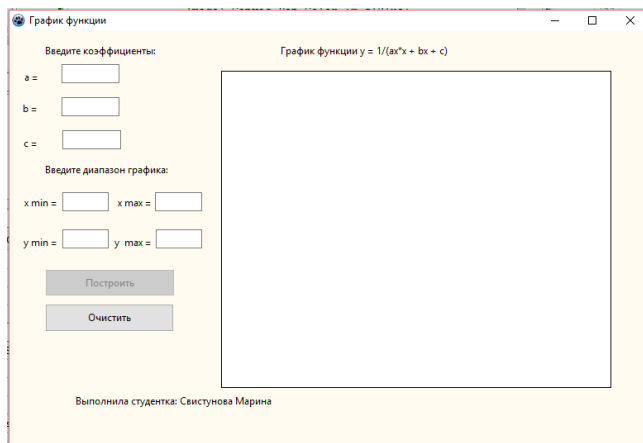 График функции
Введите коэффициенты:
График функции y = 1/(ax*x + bx + c)
a =
b =
c =
Введите диапазон графика:
x min =
x max =
y min =
y max =
Построить
Очистить
Выполнила студентка: Свистунова Марина